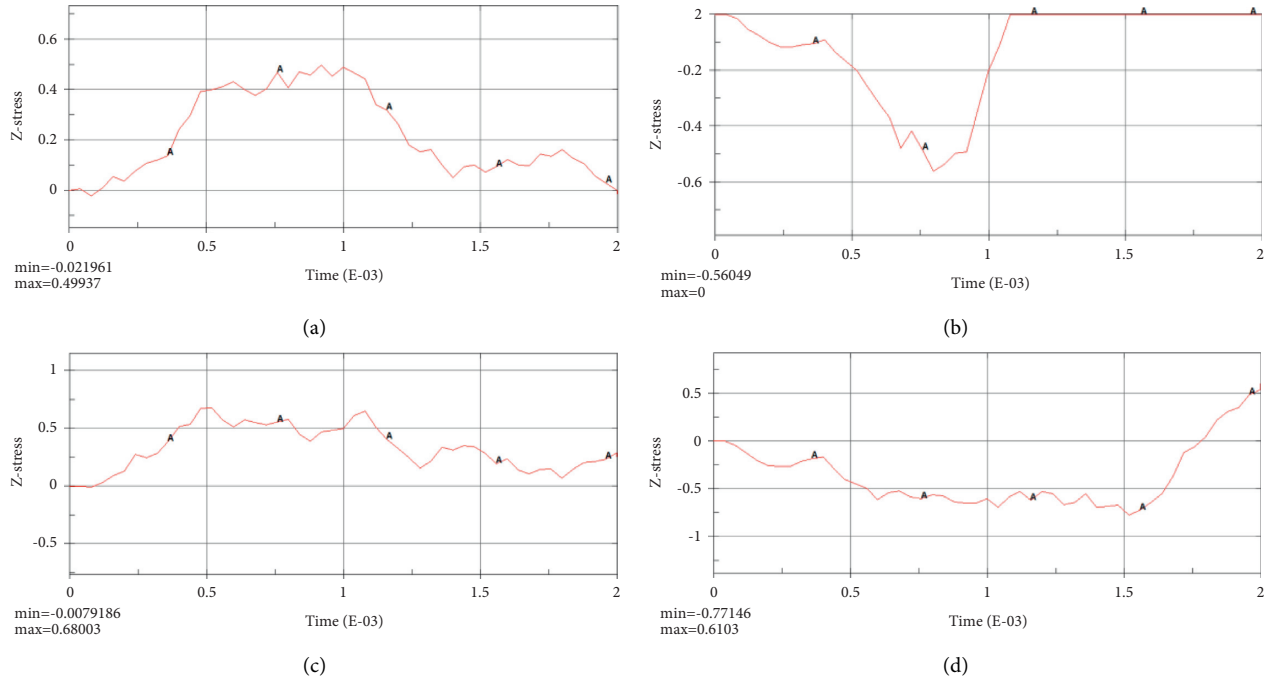 0.6
0.4
0.2
0
Z-stress
A A A A A
0 0.5 1 1.5 2
min=-0.021961
max=0.49937
Time (E-03)
(a)
2
-0.2
-0.4
-0.6
Z-stress
A A A A A
0 0.5 1 1.5 2
min=-0.56049
max=0
Time (E-03)
(b)
1
0.5
0
-0.5
Z-stress
A A A A A
0 0.5 1 1.5 2
min=-0.0079186
max=0.68003
Time (E-03)
(c)
0.5
0
-0.5
-1
Z-stress
A A A A A
0 0.5 1 1.5 2
min=-0.77146
max=0.6103
Time (E-03)
(d)